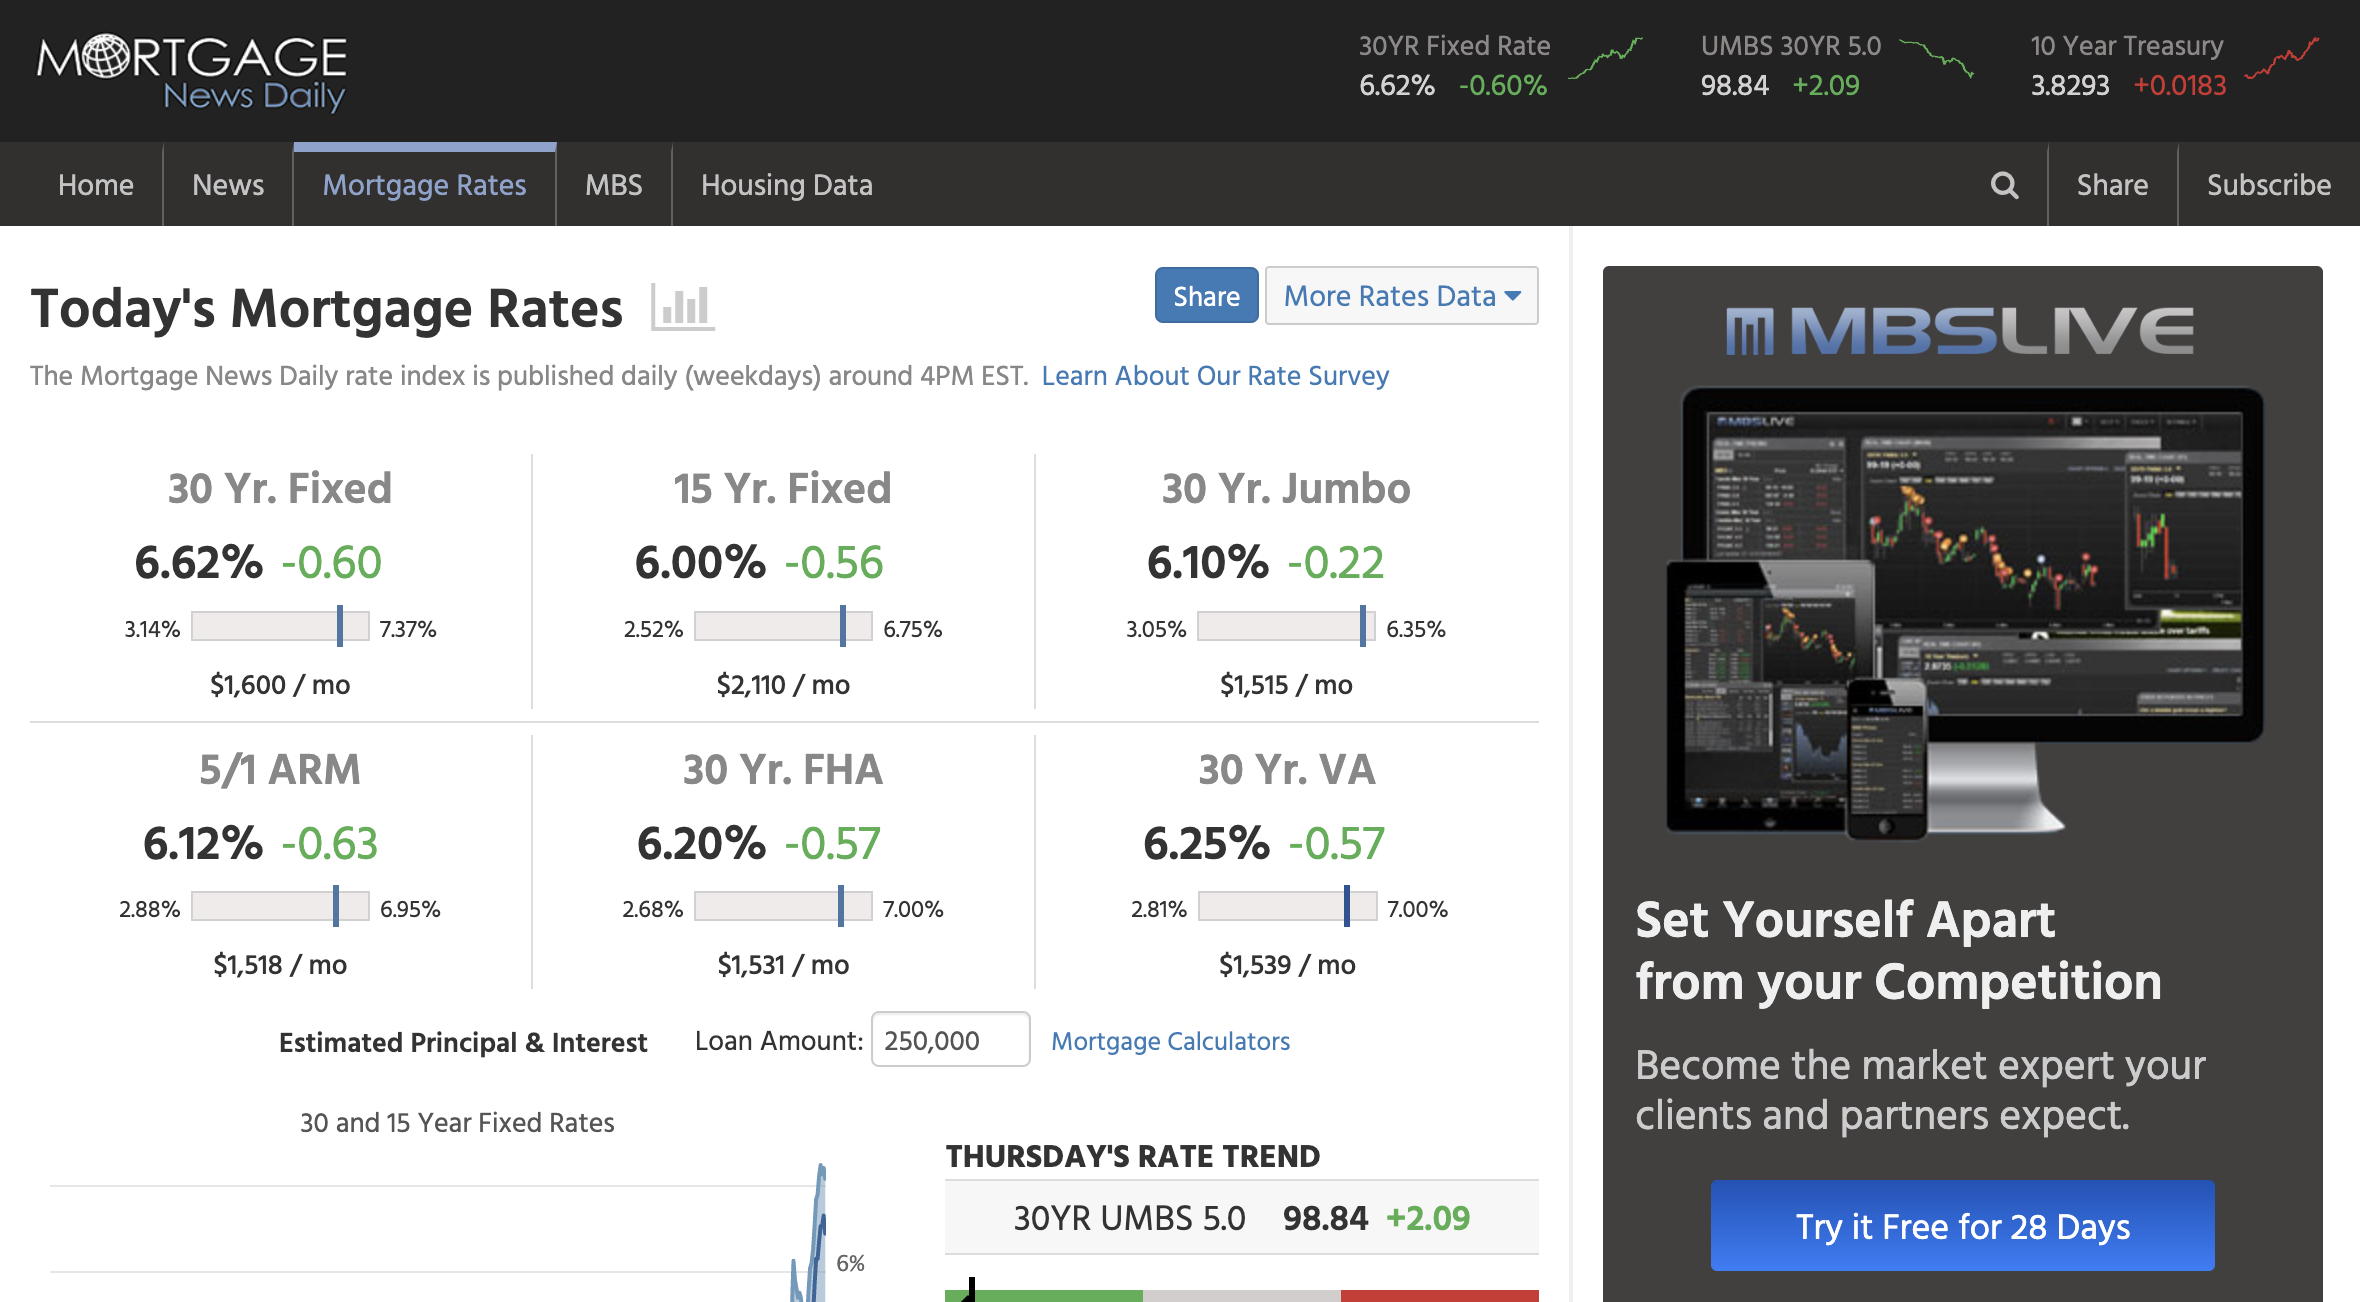 MORTGAGE
News Daily
30YR Fixed Rate
6.62% -0.60%
UMBS 30YR 5.0
98.84 +2.09
10 Year Treasury
3.8293 +0.0183
Home News Mortgage Rates MBS Housing Data Share Subscribe
Today's Mortgage Rates
Share More Rates Data
The Mortgage News Daily rate index is published daily (weekdays) around 4PM EST. Learn About Our Rate Survey
30 Yr. Fixed
6.62% -0.60
3.14% 7.37%
$1,600 / mo
15 Yr. Fixed
6.00% -0.56
2.52% 6.75%
$2,110 / mo
30 Yr. Jumbo
6.10% -0.22
3.05% 6.35%
$1,515 / mo
5/1 ARM
6.12% -0.63
2.88% 6.95%
$1,518 / mo
30 Yr. FHA
6.20% -0.57
2.68% 7.00%
$1,531 / mo
30 Yr. VA
6.25% -0.57
2.81% 7.00%
$1,539 / mo
Estimated Principal & Interest Loan Amount: 250,000 Mortgage Calculators
30 and 15 Year Fixed Rates
6%
THURSDAY'S RATE TREND
30YR UMBS 5.0 98.84 +2.09
MBSLIVE
MBSLIVE
MBSLIVE
Set Yourself Apart
from your Competition
Become the market expert your
clients and partners expect.
Try it Free for 28 Days